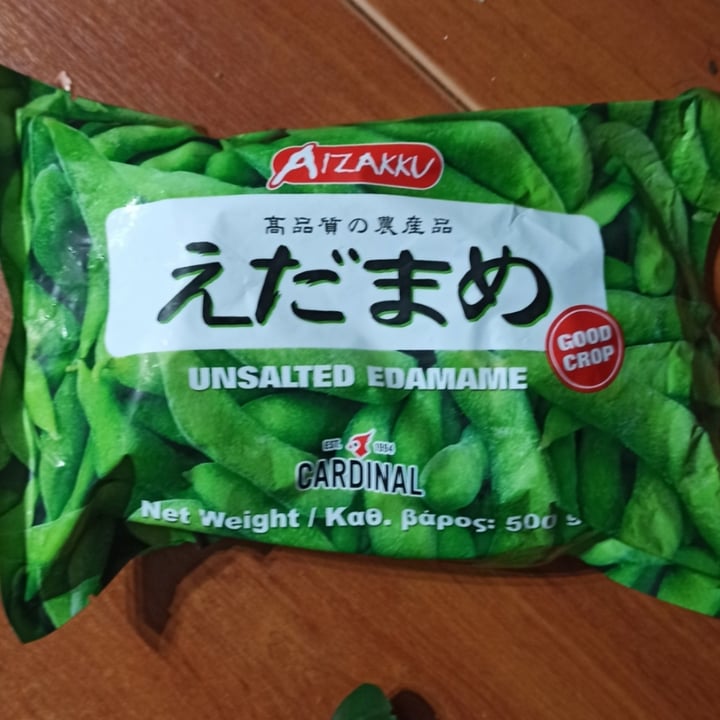 AIZAKKU
高品質の農産品
えだまめ
GOOD
CROP
UNSALTED EDAMAME
EST. 1994
CARDINAL
Net Weight / Καθ. βάρος: 500 g